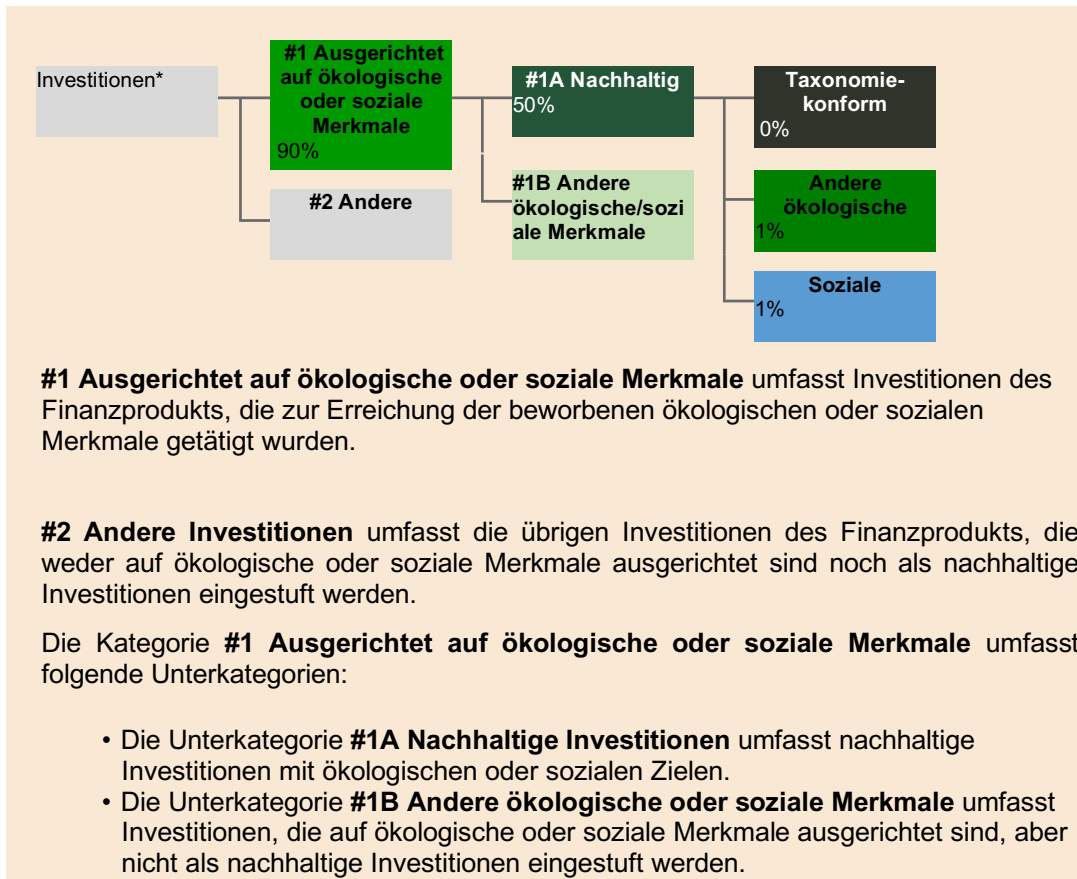 Investitionen*
#1 Ausgerichtet
auf ökologische
oder soziale
Merkmale
90%
#2 Andere
#1A Nachhaltig
50%
#1B Andere
ökologische/sozi
ale Merkmale
Taxonomie-
konform
0%
Andere
ökologische
1%
Soziale
1%
#1 Ausgerichtet auf ökologische oder soziale Merkmale umfasst Investitionen des
Finanzprodukts, die zur Erreichung der beworbenen ökologischen oder sozialen
Merkmale getätigt wurden.
#2 Andere Investitionen umfasst die übrigen Investitionen des Finanzprodukts, die
weder auf ökologische oder soziale Merkmale ausgerichtet sind noch als nachhaltige
Investitionen eingestuft werden.
Die Kategorie #1 Ausgerichtet auf ökologische oder soziale Merkmale umfasst
folgende Unterkategorien:
• Die Unterkategorie #1A Nachhaltige Investitionen umfasst nachhaltige
Investitionen mit ökologischen oder sozialen Zielen.
• Die Unterkategorie #1B Andere ökologische oder soziale Merkmale umfasst
Investitionen, die auf ökologische oder soziale Merkmale ausgerichtet sind, aber
nicht als nachhaltige Investitionen eingestuft werden.